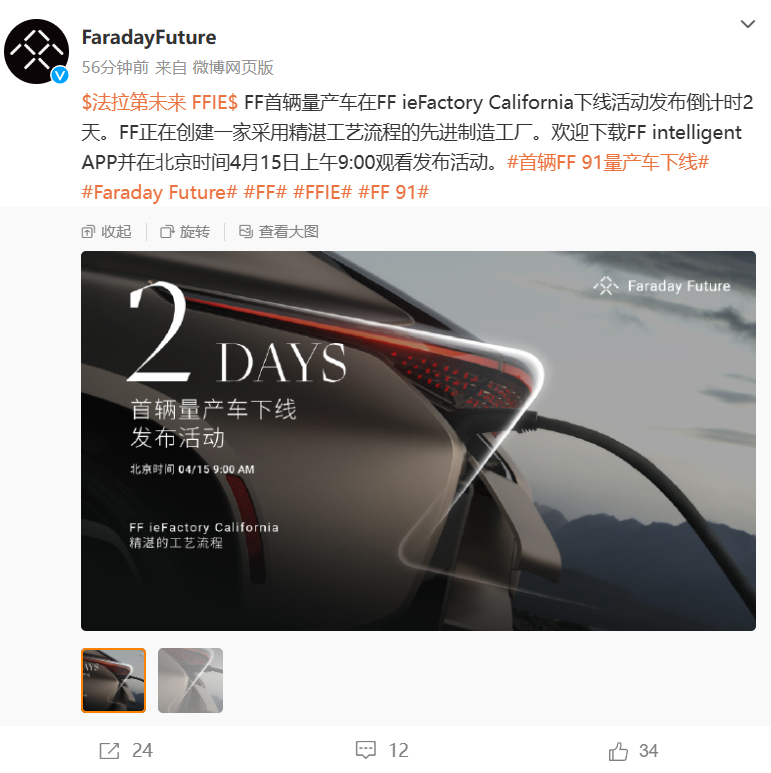 FaradayFuture
56分钟前 来自 微博网页版
$法拉第未来 FFIE$ FF首辆量产车在FF ieFactory California下线活动发布倒计时2
天。FF正在创建一家采用精湛工艺流程的先进制造工厂。欢迎下载FF intelligent
APP并在北京时间4月15日上午9:00观看发布活动。#首辆FF 91量产车下线#
#Faraday Future# #FF# #FFIE# #FF 91#
收起 旋转 查看大图
Faraday Future
2 DAYS
首辆量产车下线
发布活动
北京时间 04/15 9:00 AM
FF ieFactory California
精湛的工艺流程
24 12 34